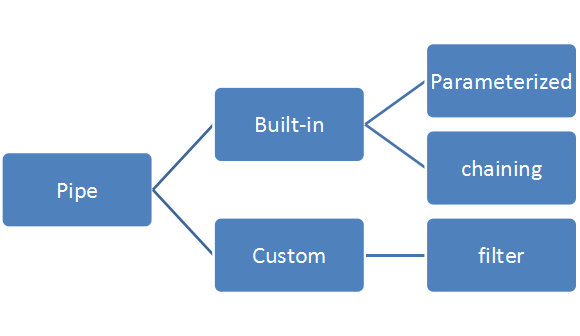 Pipe
Built-in
Parameterized
chaining
Custom
filter